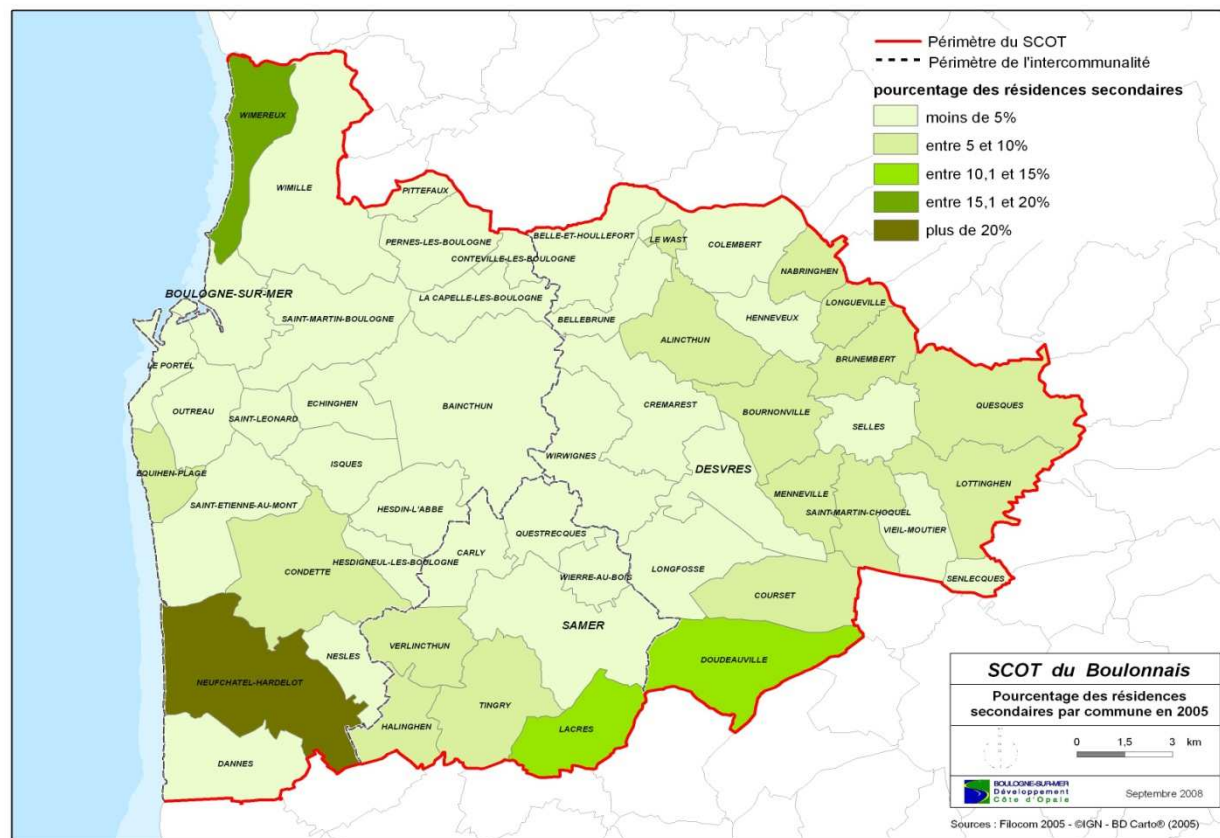 Périmètre du SCOT
Périmètre de l'intercommunalité
pourcentage des résidences secondaires
moins de 5%
entre 5 et 10%
entre 10,1 et 15%
entre 15,1 et 20%
plus de 20%
WIMEREUX
WIMILLE
PITTEFAUX
PERNES-LES-BOULOGNE
BELLE-ET-HOULLEFORT
LE WAST
COLEMBERT
CONTEVILLE-LES-BOULOGNE
NABRINGHEN
BOULOGNE-SUR-MER
LA CAPELLE-LES-BOULOGNE
LONGUEVILLE
SAINT-MARTIN-BOULOGNE
BELLEBRUNE
HENNEVEUX
ALINCTHUN
BRUNEMBERT
LE PORTEL
OUTREAU
SAINT-LEONARD
ECHINGHEN
BAINCTHUN
CREMAREST
BOURNONVILLE
QUESQUES
SELLES
WIRWIGNES
ISQUES
DESVRES
EQUIHEN-PLAGE
LOTTINGHEN
MENNEVILLE
SAINT-ETIENNE-AU-MONT
HESDIN-L'ABBE
SAINT-MARTIN-CHOQUEL
VIEIL-MOUTIER
QUESTRECQUES
CARLY
HESDIGNEUL-LES-BOULOGNE
CONDETTE
WIERRE-AU-BOIS
LONGFOSSE
SENLECQUES
COURSET
SAMER
VERLINCTHUN
NESLES
DOUDEAUVILLE
NEUFCHATEL-HARDELOT
TINGRY
HALINGHEN
LACRES
DANNES
SCOT du Boulonnais
Pourcentage des résidences
secondaires par commune en 2005
0 1,5 3 km
BOULOGNE-SUR-MER
Développement
Côte d'Opale
Septembre 2008
Sources : Filocom 2005 - ©IGN - BD Carto® (2005)